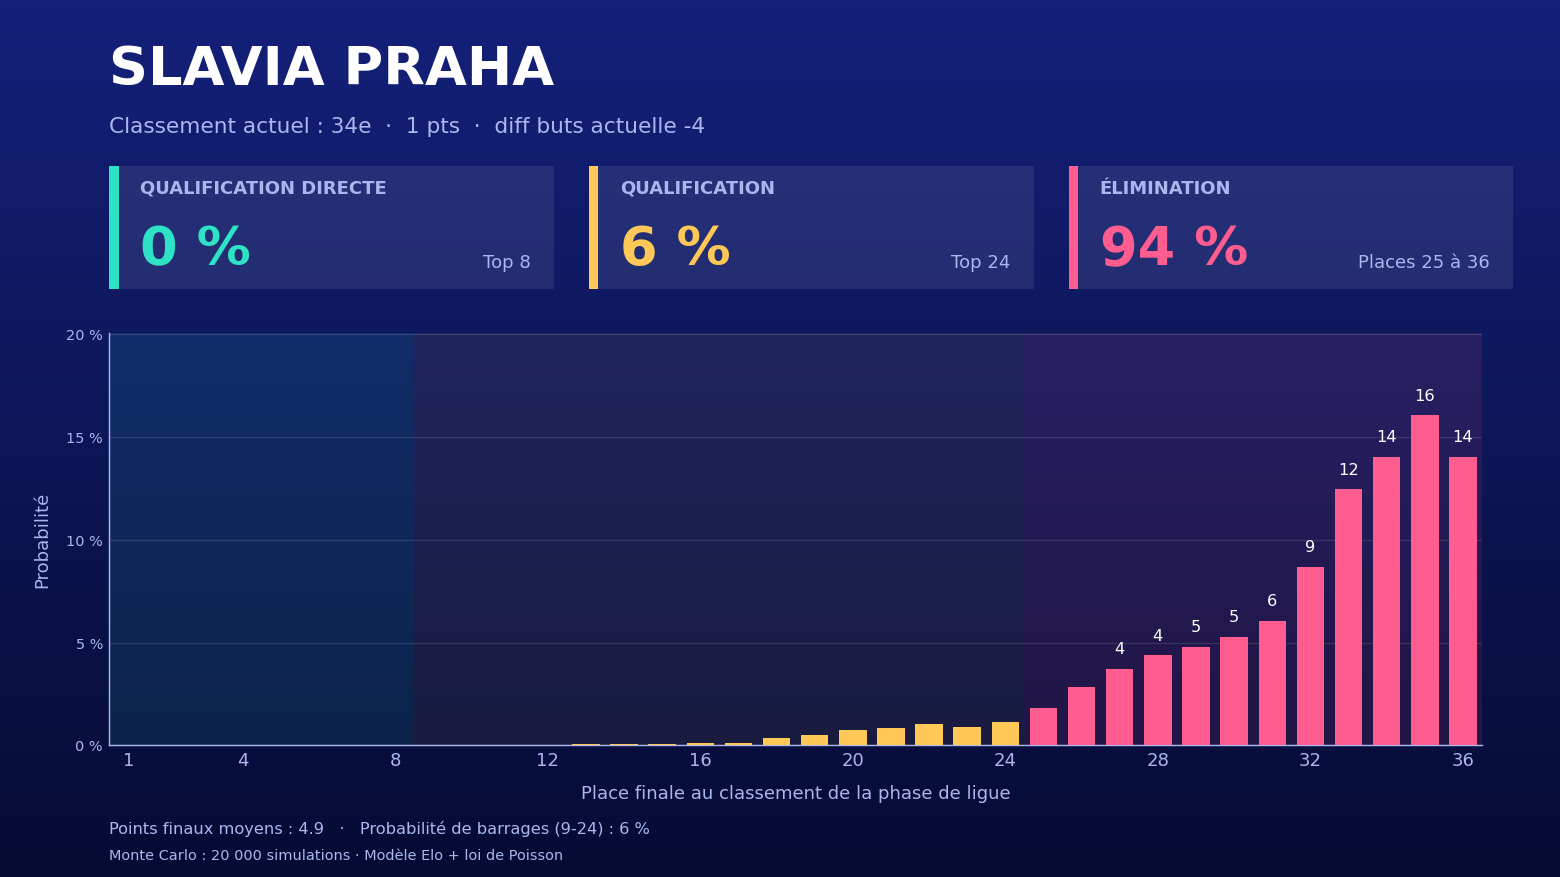 SLAVIA PRAHA
Classement actuel : 34e · 1 pts · diff buts actuelle -4
QUALIFICATION DIRECTE
0 %
Top 8
QUALIFICATION
6 %
Top 24
ÉLIMINATION
94 %
Places 25 à 36
20 %
15 %
10 %
5 %
0 %
Probabilité
4
4
5
5
6
9
12
14
16
14
1 4 8 12 16 20 24 28 32 36
Place finale au classement de la phase de ligue
Points finaux moyens : 4.9 · Probabilité de barrages (9-24) : 6 %
Monte Carlo : 20 000 simulations · Modèle Elo + loi de Poisson